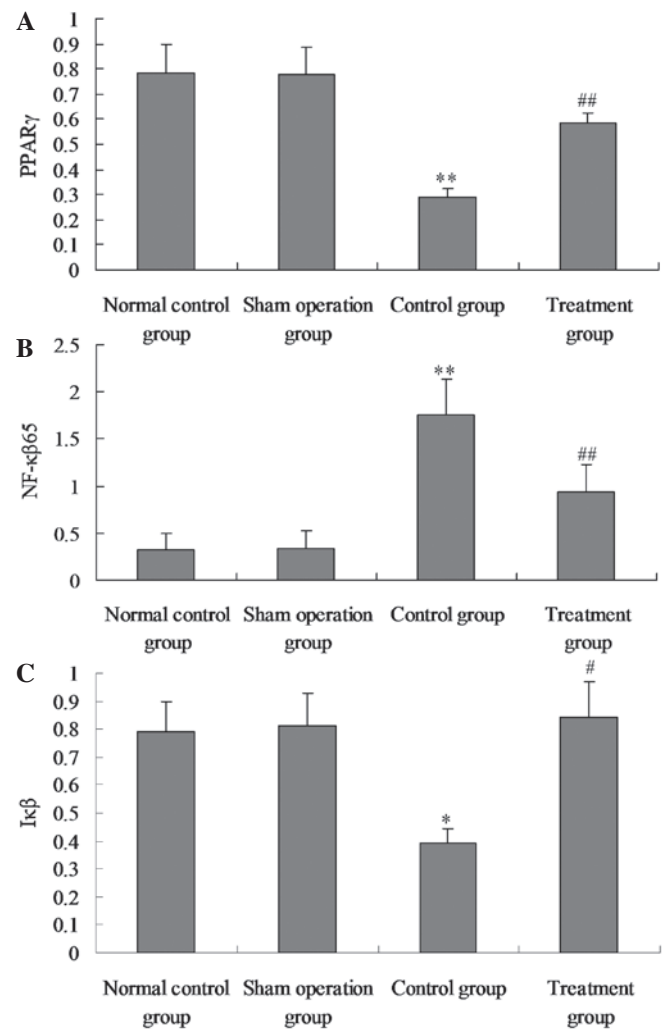 A
1
0.9
0.8
0.7
0.6
0.5
0.4
0.3
0.2
0.1
0
PPARγ
**
##
Normal control group
Sham operation group
Control group
Treatment group
B
2.5
2
1.5
1
0.5
0
NF-κβ65
**
##
Normal control group
Sham operation group
Control group
Treatment group
C
1
0.9
0.8
0.7
0.6
0.5
0.4
0.3
0.2
0.1
0
Iκβ
*
#
Normal control group
Sham operation group
Control group
Treatment group